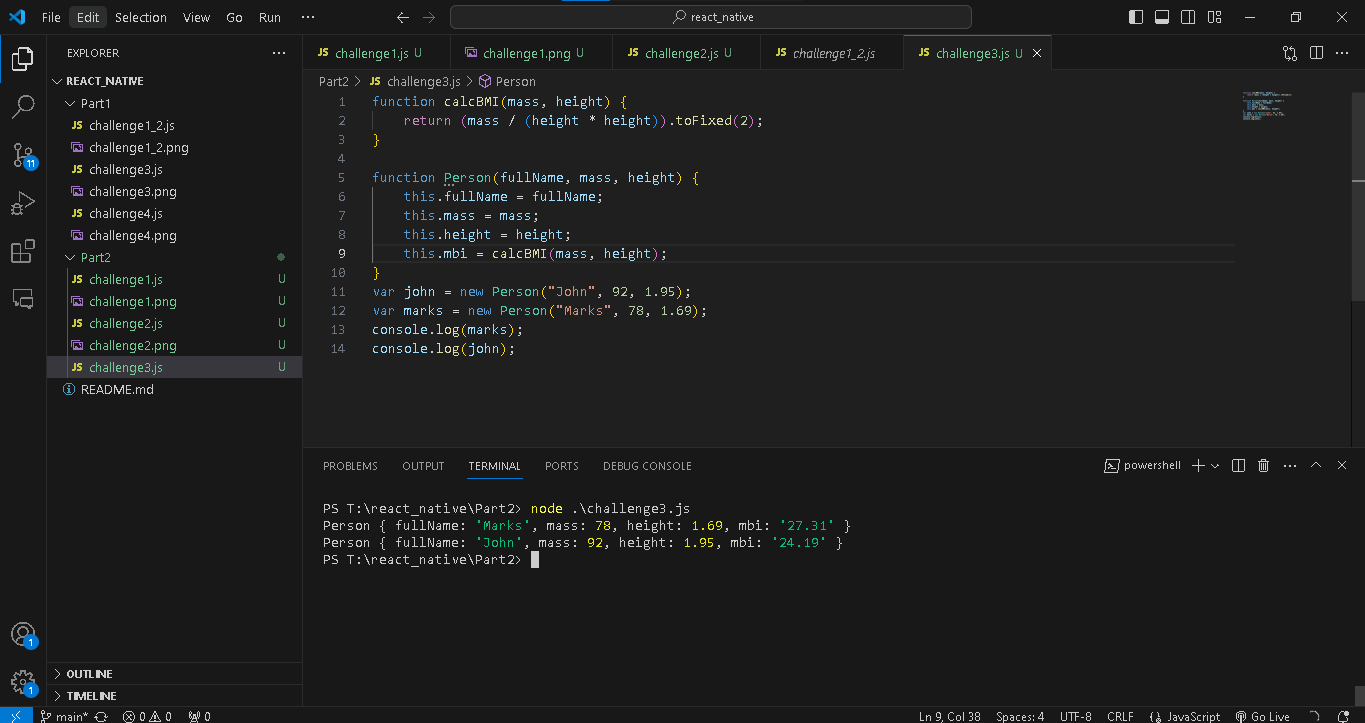 File Edit Selection View Go Run ··· react_native
EXPLORER ···
REACT_NATIVE
Part1
JS challenge1_2.js
challenge1_2.png
JS challenge3.js
challenge3.png
JS challenge4.js
challenge4.png
Part2
JS challenge1.js U
challenge1.png U
JS challenge2.js U
challenge2.png U
JS challenge3.js U
README.md
OUTLINE
TIMELINE
11
1
1
JS challenge1.js U challenge1.png U JS challenge2.js U JS challenge1_2.js JS challenge3.js U
Part2 > JS challenge3.js > Person
1 function calcBMI(mass, height) {
2 return (mass / (height * height)).toFixed(2);
3 }
4
5 function Person(fullName, mass, height) {
6 this.fullName = fullName;
7 this.mass = mass;
8 this.height = height;
9 this.mbi = calcBMI(mass, height);
10 }
11 var john = new Person("John", 92, 1.95);
12 var marks = new Person("Marks", 78, 1.69);
13 console.log(marks);
14 console.log(john);
PROBLEMS OUTPUT TERMINAL PORTS DEBUG CONSOLE powershell
PS T:\react_native\Part2> node .\challenge3.js
Person { fullName: 'Marks', mass: 78, height: 1.69, mbi: '27.31' }
Person { fullName: 'John', mass: 92, height: 1.95, mbi: '24.19' }
PS T:\react_native\Part2>
main* 0 0 0 Ln 9, Col 38 Spaces: 4 UTF-8 CRLF {} JavaScript Go Live